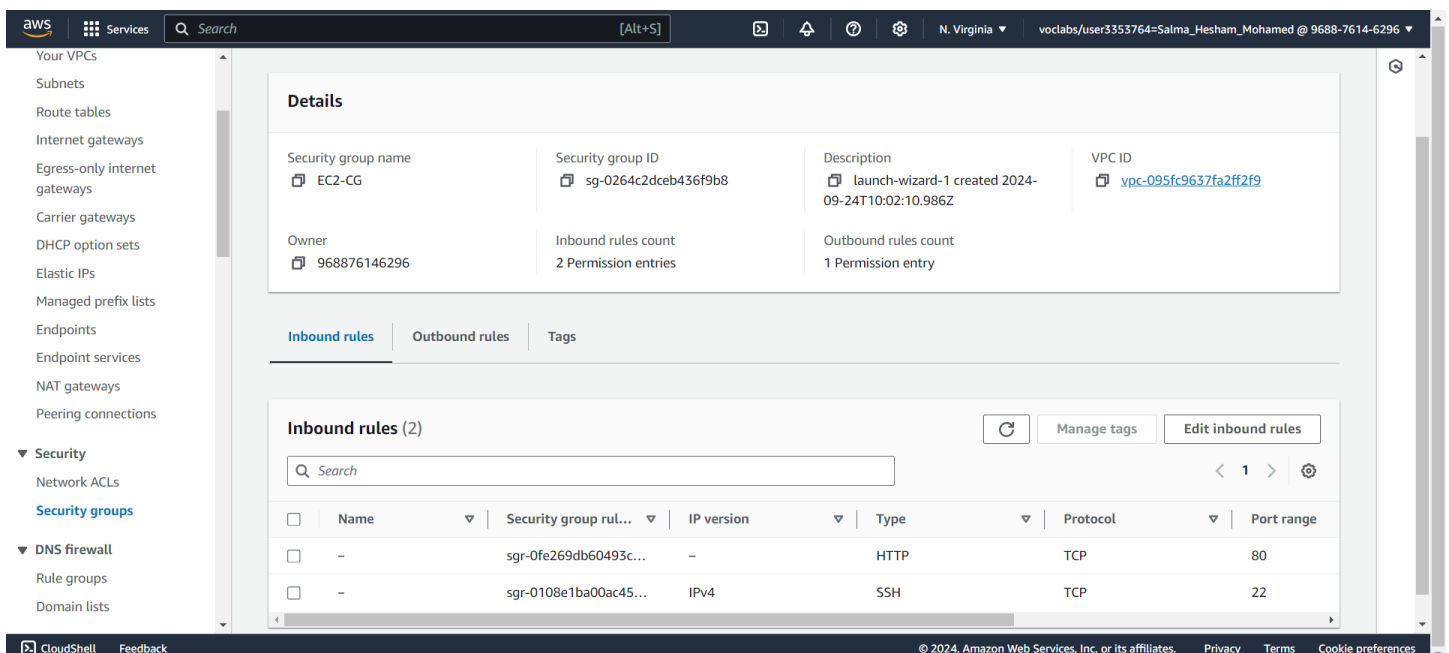 aws Services Search [Alt+S] N. Virginia voclabs/user3353764=Salma_Hesham_Mohamed @ 9688-7614-6296
Your VPCs
Subnets
Route tables
Internet gateways
Egress-only internet
gateways
Carrier gateways
DHCP option sets
Elastic IPs
Managed prefix lists
Endpoints
Endpoint services
NAT gateways
Peering connections
Security
Network ACLs
Security groups
DNS firewall
Rule groups
Domain lists
Details
Security group name
EC2-CG
Security group ID
sg-0264c2dceb436f9b8
Description
launch-wizard-1 created 2024-
09-24T10:02:10.986Z
VPC ID
vpc-095fc9637fa2ff2f9
Owner
968876146296
Inbound rules count
2 Permission entries
Outbound rules count
1 Permission entry
Inbound rules Outbound rules Tags
Inbound rules (2) Manage tags Edit inbound rules
Search 1
Name Security group rul... IP version Type Protocol Port range
– sgr-0fe269db60493c... – HTTP TCP 80
– sgr-0108e1ba00ac45... IPv4 SSH TCP 22
CloudShell Feedback © 2024, Amazon Web Services, Inc. or its affiliates. Privacy Terms Cookie preferences